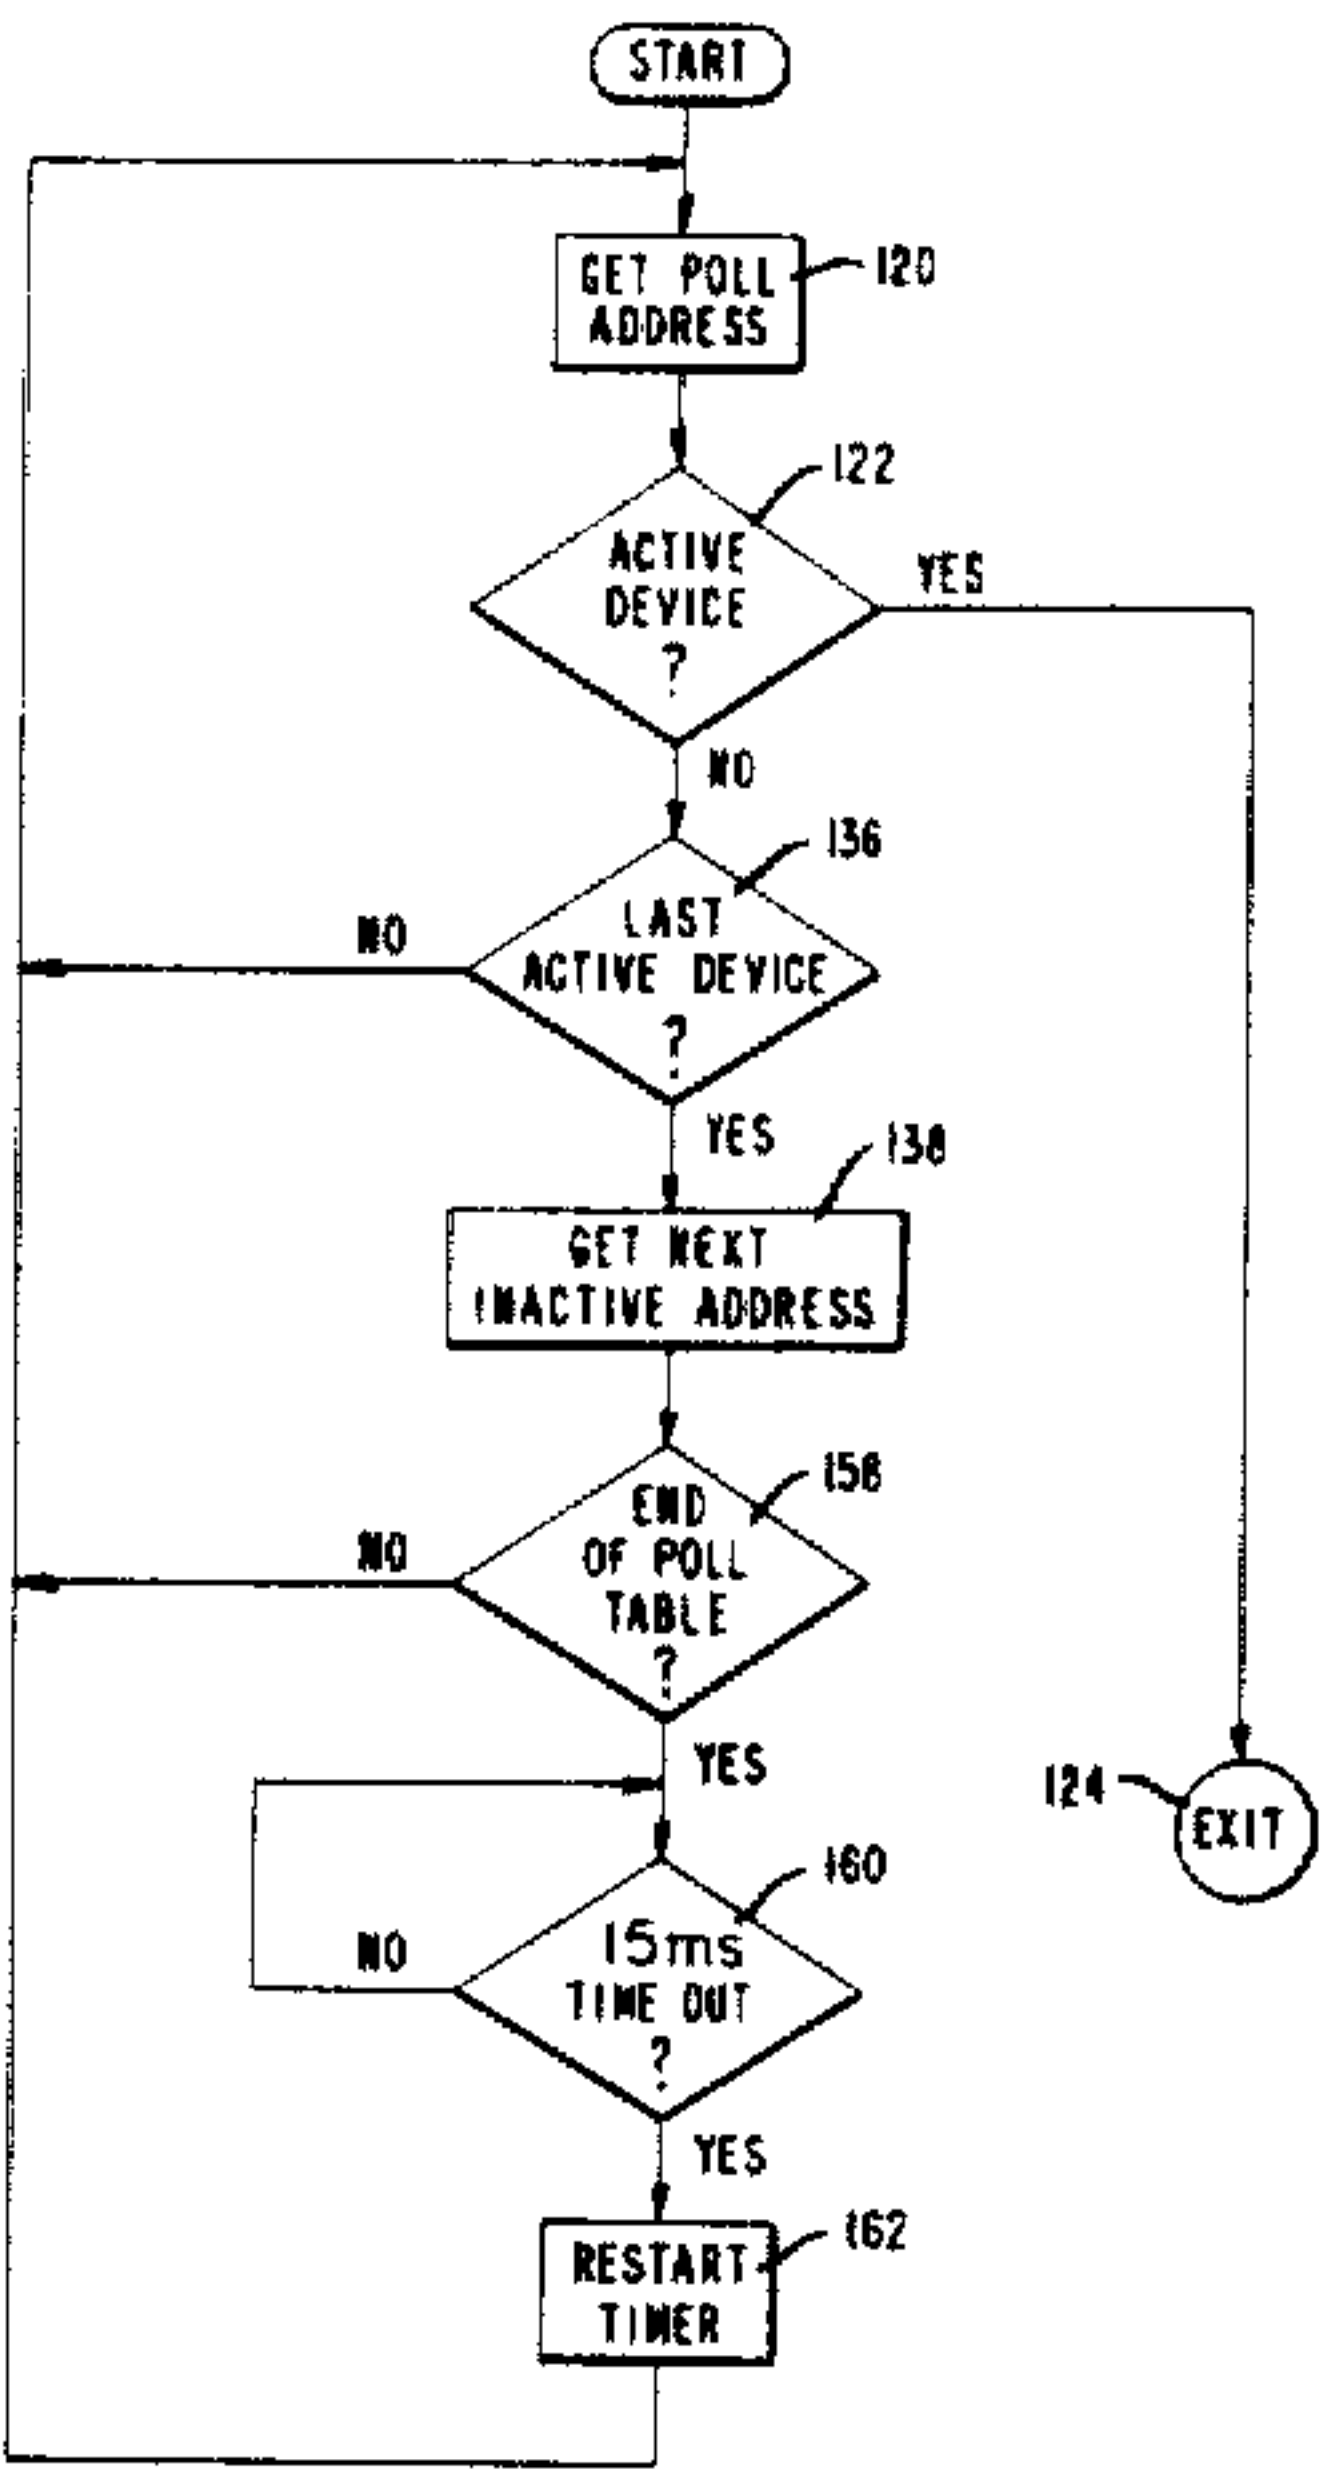 START
GET POLL
ADDRESS
120
122
ACTIVE
DEVICE
?
YES
NO
136
LAST
ACTIVE DEVICE
?
NO
YES
138
GET NEXT
INACTIVE ADDRESS
158
END
OF POLL
TABLE
?
NO
YES
124
EXIT
160
15ms
TIME OUT
?
NO
YES
162
RESTART
TIMER